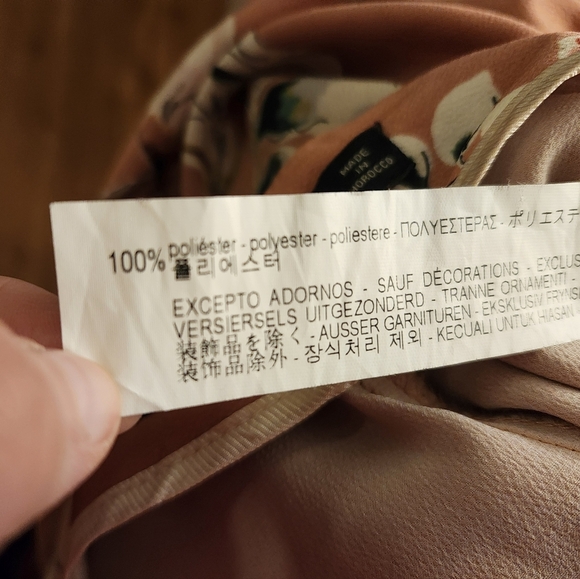 MADE
IN
MOROCCO
100% poliéster - polyester - poliestere - ΠΟΛΥΕΣΤΕΡΑΣ - ポリエステ
폴리에스터
EXCEPTO ADORNOS - SAUF DÉCORATIONS - EXCLUS
VERSIERSELS UITGEZONDERD - TRANNE ORNAMENTI -
装飾品を除く - AUSSER GARNITUREN - EKSKLUSIV FRYNS
装饰品除外 - 장식처리 제외 - KECUALI UNTUK HIASAN